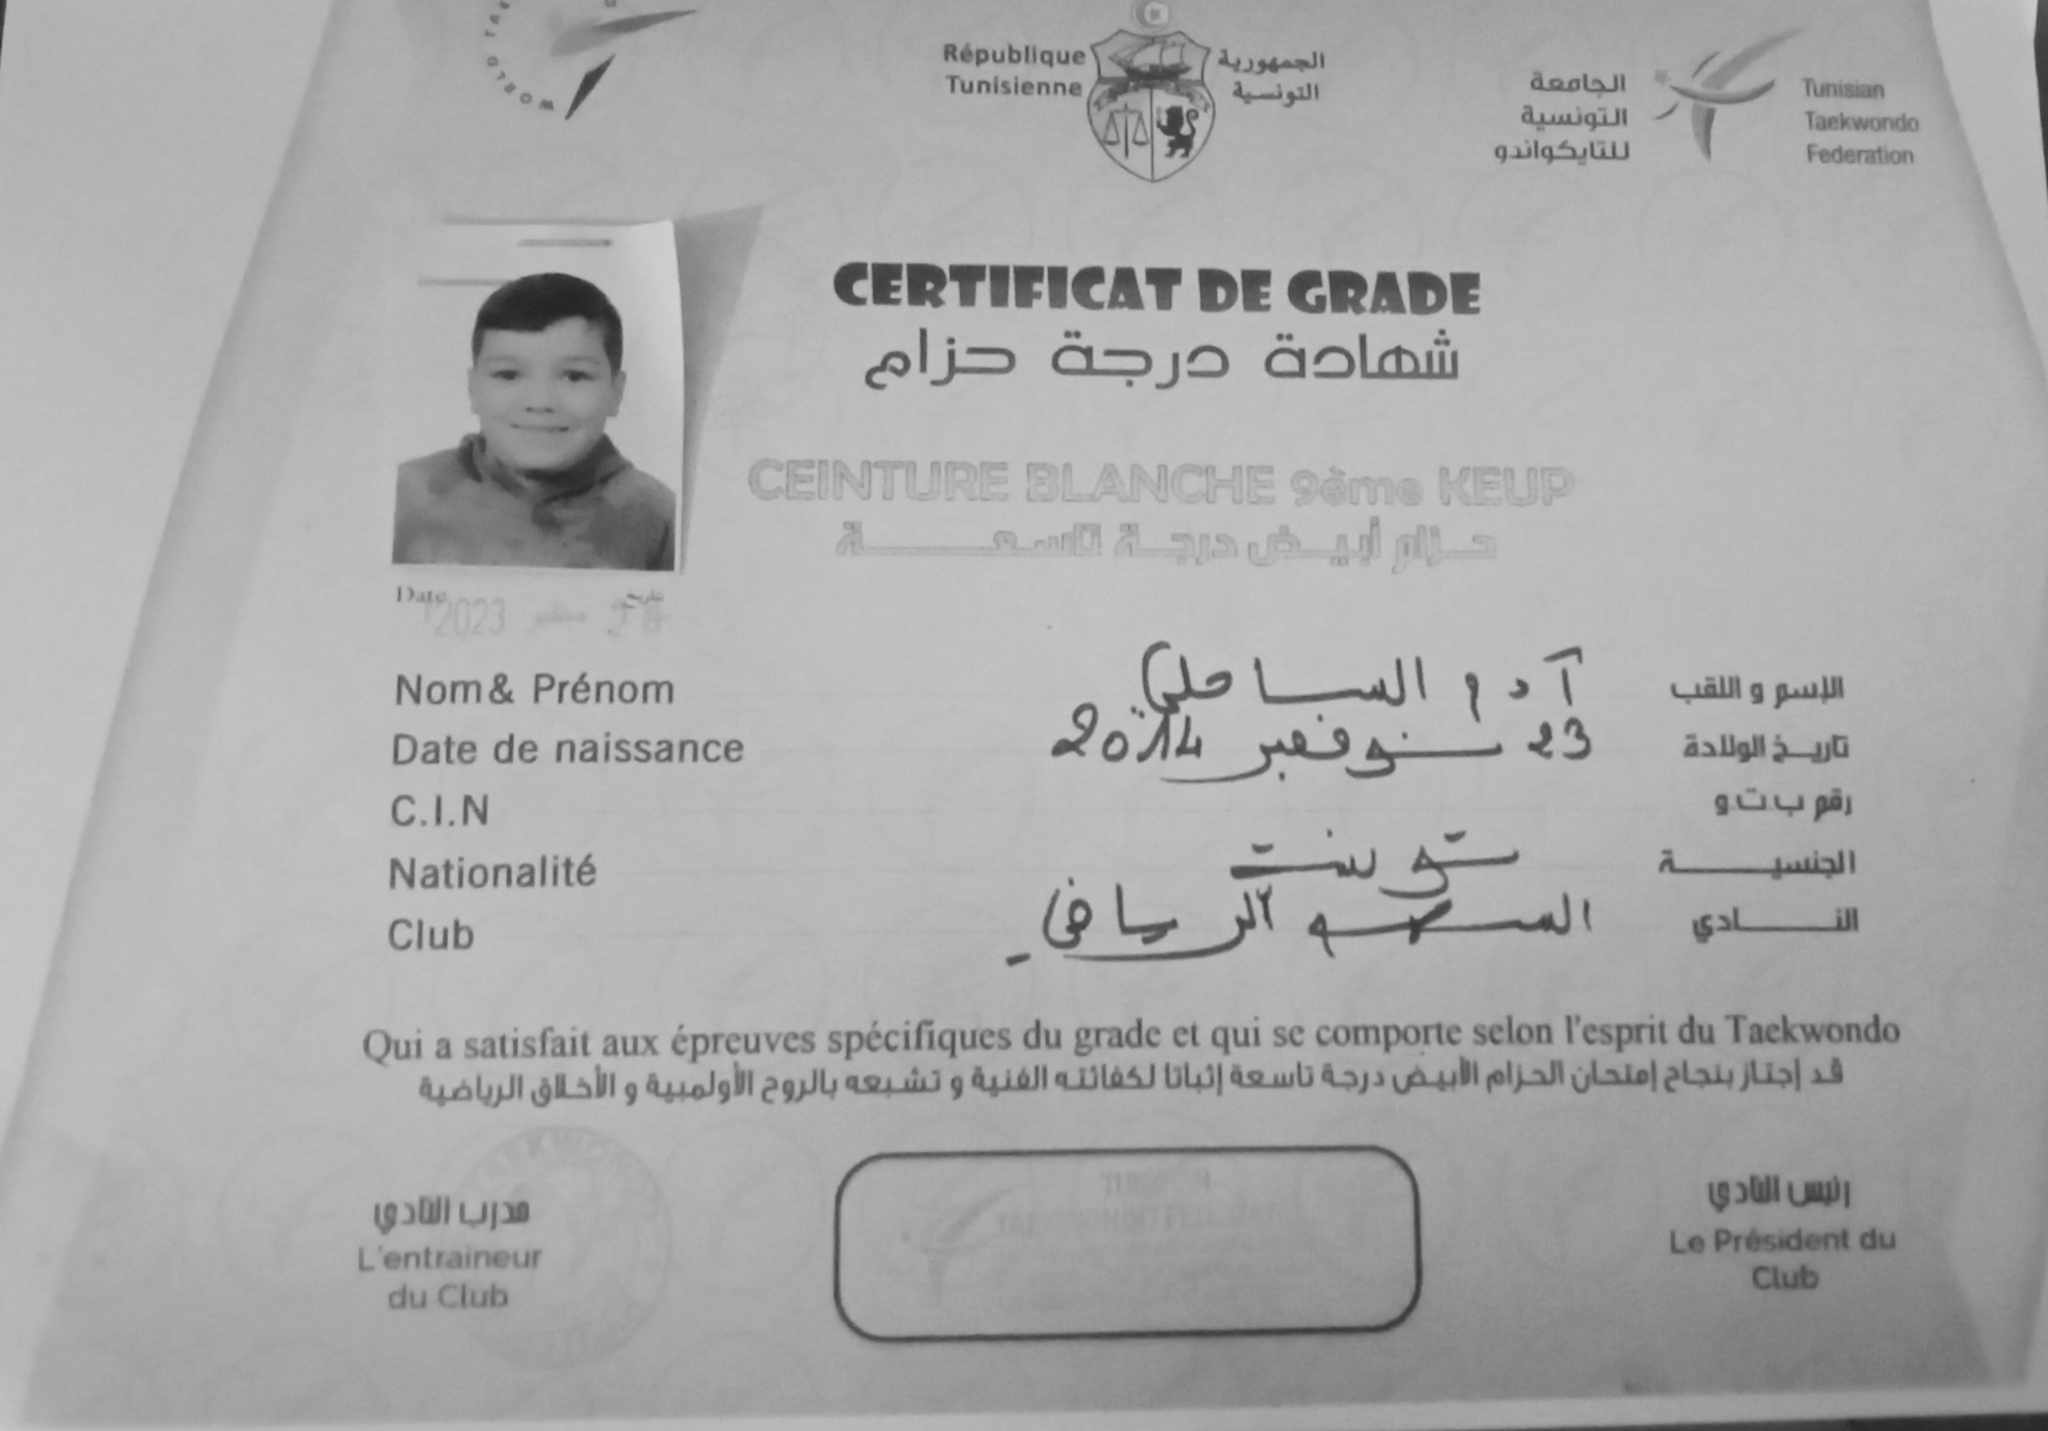 WORLD
République
Tunisienne
الجمهورية
التونسية
الجامعة
التونسية
للتايكواندو
Tunisian
Taekwondo
Federation
CERTIFICAT DE GRADE
شهادة درجة حزام
CEINTURE BLANCHE 9ème KEUP
حزام أبيض درجة تاسعة
Date تاريخ
2023
Nom & Prénom آدم الساحلي الإسم و اللقب
Date de naissance 23 نوفمبر 2014 تاريخ الولادة
C.I.N رقم ب ت و
Nationalité الجنسية
Club الرياضي النادي
Qui a satisfait aux épreuves spécifiques du grade et qui se comporte selon l'esprit du Taekwondo
قد إجتاز بنجاح إمتحان الحزام الأبيض درجة تاسعة إثباتا لكفائته الفنية و تشبعه بالروح الأولمبية و الأخلاق الرياضية
مدرب النادي
L'entraineur
du Club
رئيس النادي
Le Président du
Club